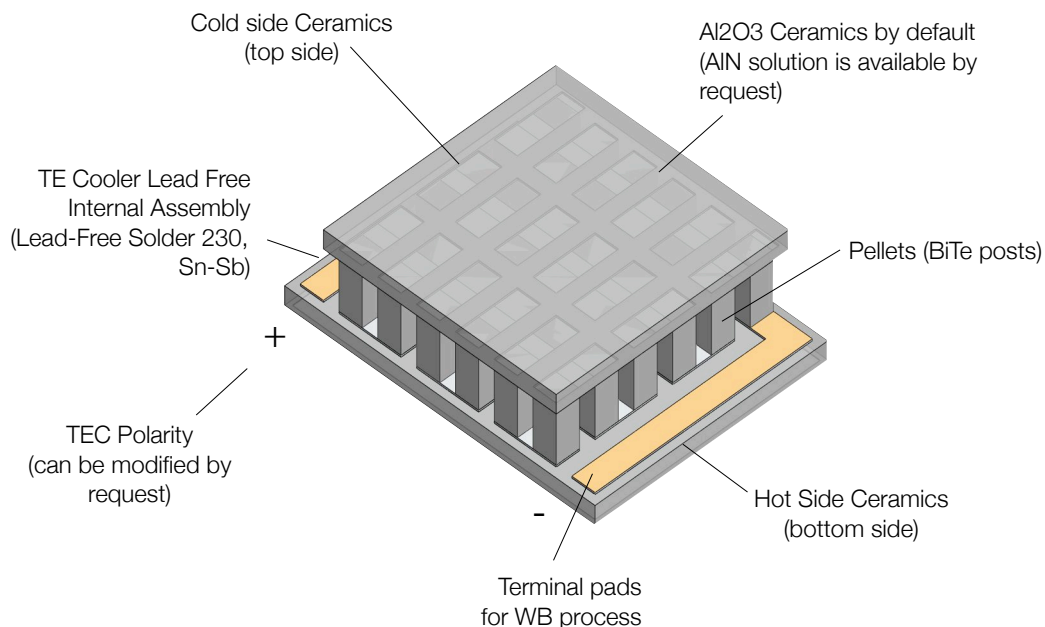 Cold side Ceramics
(top side)
Al2O3 Ceramics by default
(AlN solution is available by
request)
TE Cooler Lead Free
Internal Assembly
(Lead-Free Solder 230,
Sn-Sb)
Pellets (BiTe posts)
+
TEC Polarity
(can be modified by
request)
-
Hot Side Ceramics
(bottom side)
Terminal pads
for WB process